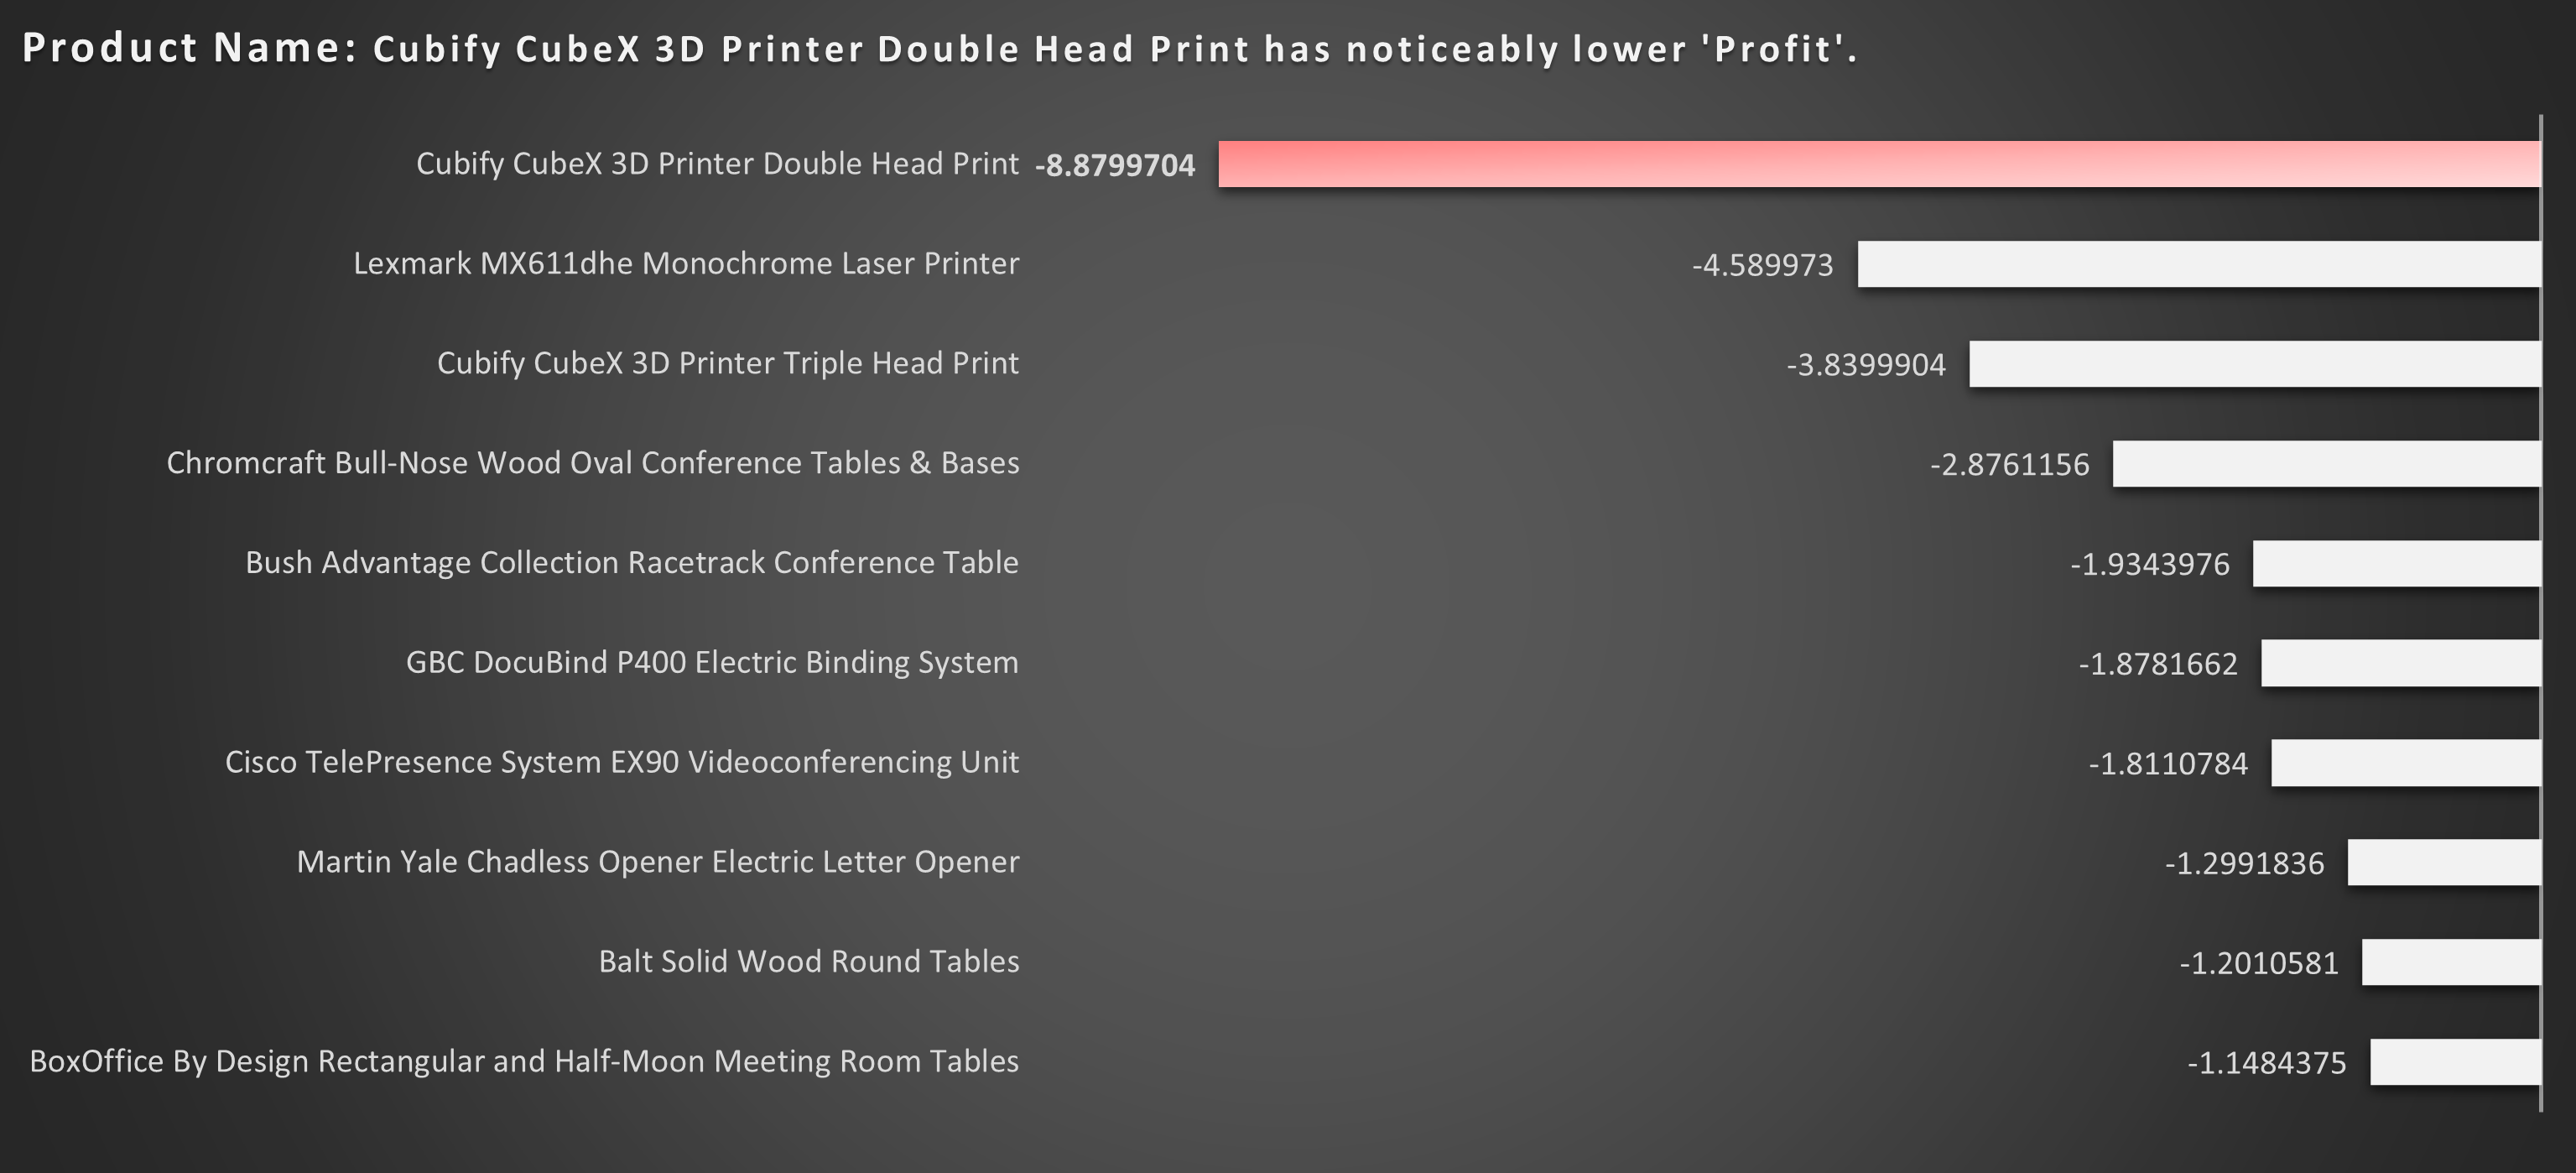 Product Name: Cubify CubeX 3D Printer Double Head Print has noticeably lower 'Profit'.
Cubify CubeX 3D Printer Double Head Print -8.8799704
Lexmark MX611dhe Monochrome Laser Printer -4.589973
Cubify CubeX 3D Printer Triple Head Print -3.8399904
Chromcraft Bull-Nose Wood Oval Conference Tables & Bases -2.8761156
Bush Advantage Collection Racetrack Conference Table -1.9343976
GBC DocuBind P400 Electric Binding System -1.8781662
Cisco TelePresence System EX90 Videoconferencing Unit -1.8110784
Martin Yale Chadless Opener Electric Letter Opener -1.2991836
Balt Solid Wood Round Tables -1.2010581
BoxOffice By Design Rectangular and Half-Moon Meeting Room Tables -1.1484375